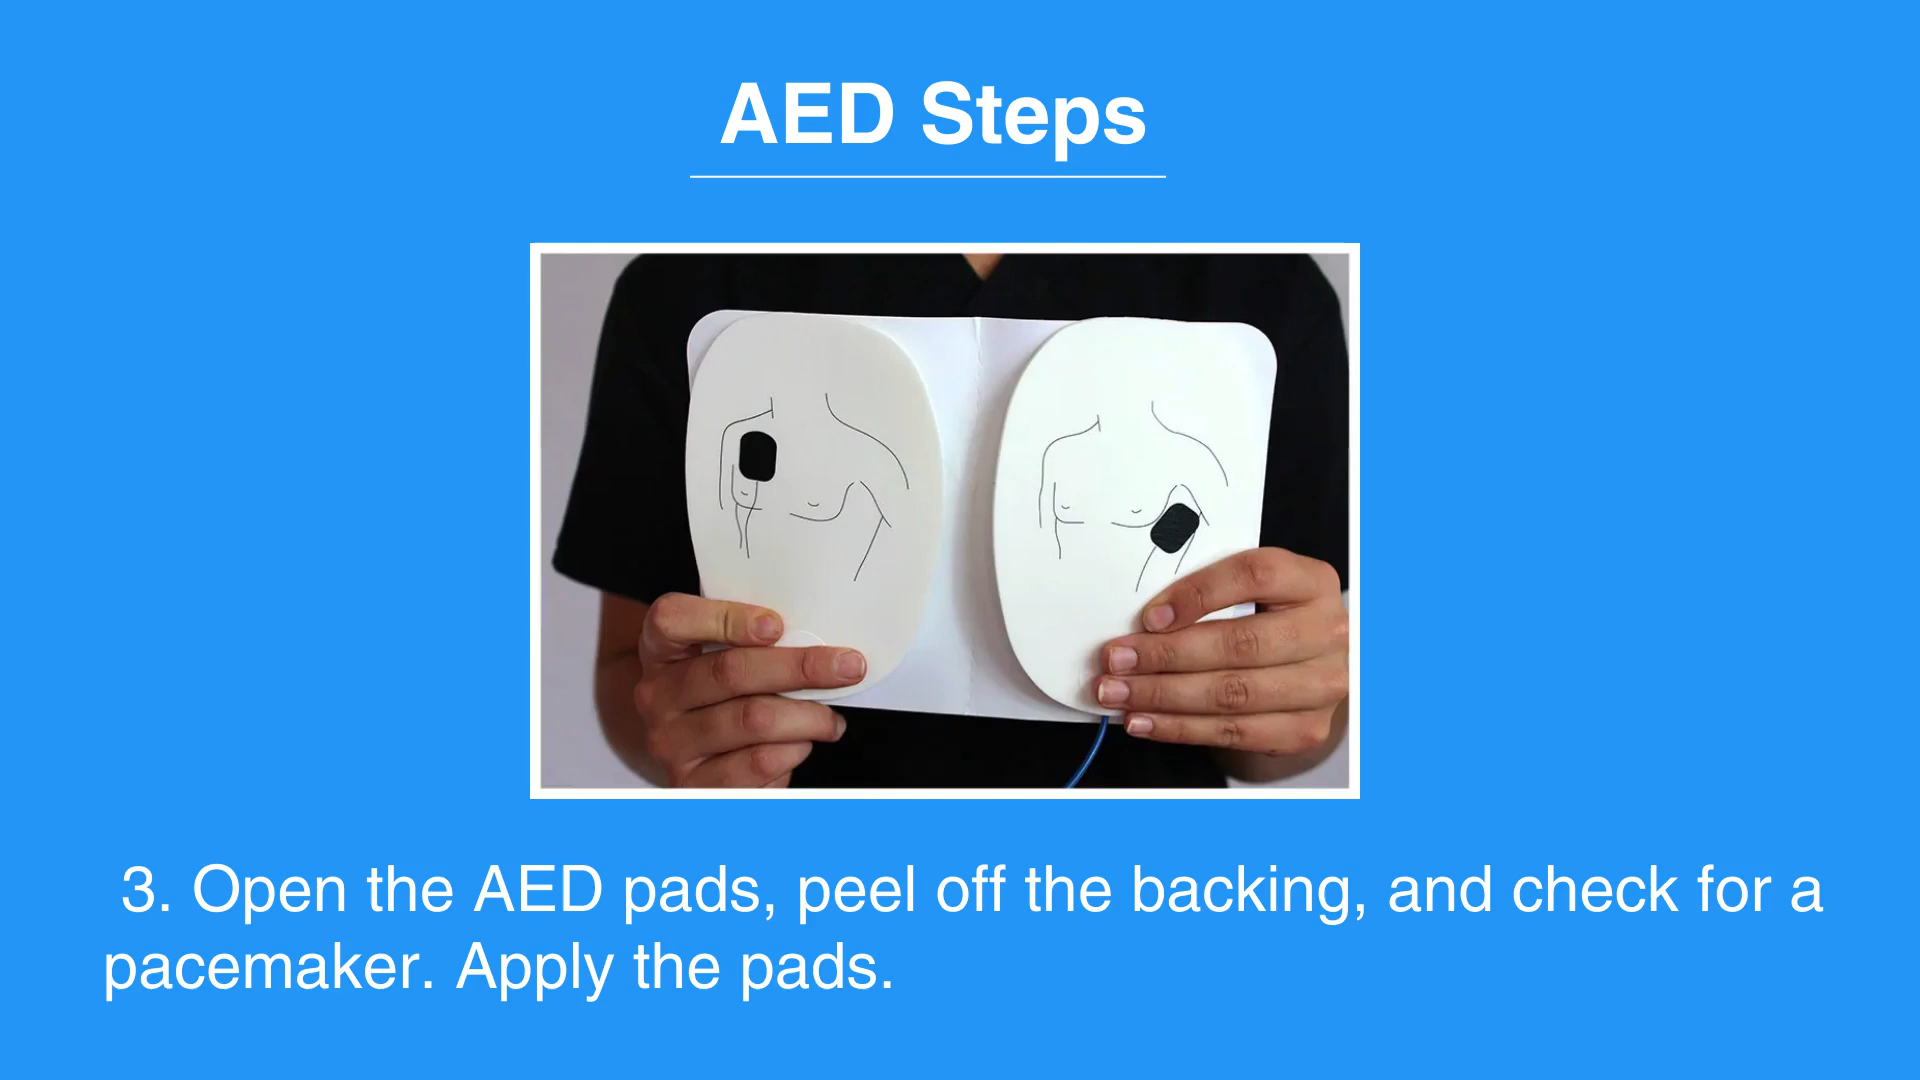 AED Steps
3. Open the AED pads, peel off the backing, and check for a
pacemaker. Apply the pads.